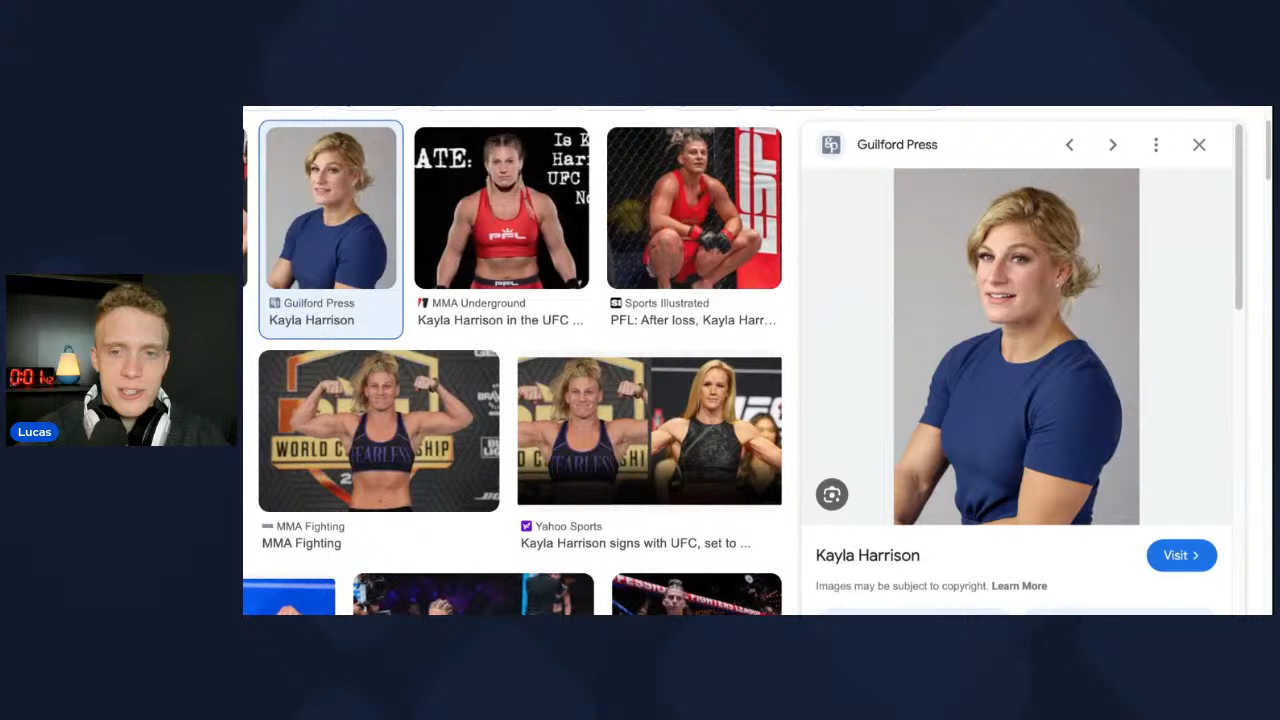 Guilford Press
ATE:
Is
UFC
PFL
Guilford Press
Kayla Harrison
MMA Underground
Kayla Harrison in the UFC ...
Sports Illustrated
PFL: After loss, Kayla Harr...
WORLD C
SHIP
FEARLESS
MMA Fighting
MMA Fighting
UFC
Yahoo Sports
Kayla Harrison signs with UFC, set to ...
Lucas
Kayla Harrison
Visit
Images may be subject to copyright. Learn More